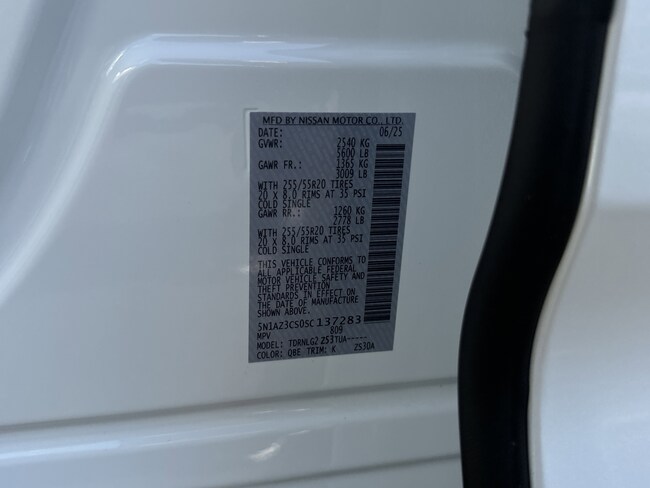 MFD BY NISSAN MOTOR CO., LTD.
DATE: 06/25
GVWR: 2540 KG
5600 LB
GAWR FR.: 1365 KG
3009 LB
WITH 255/55R20 TIRES
20 X 8.0 RIMS AT 35 PSI
COLD SINGLE
GAWR RR.: 1260 KG
2778 LB
WITH 255/55R20 TIRES
20 X 8.0 RIMS AT 35 PSI
COLD SINGLE
THIS VEHICLE CONFORMS TO
ALL APPLICABLE FEDERAL
MOTOR VEHICLE SAFETY AND
THEFT PREVENTION
STANDARDS IN EFFECT ON
THE DATE OF MANUFACTURE
SHOWN ABOVE.
5N1AZ3CS0SC137283
MPV 809
MODEL: TDRNLG2 2S3TUA-----
COLOR: QBE TRIM: K 2S30A